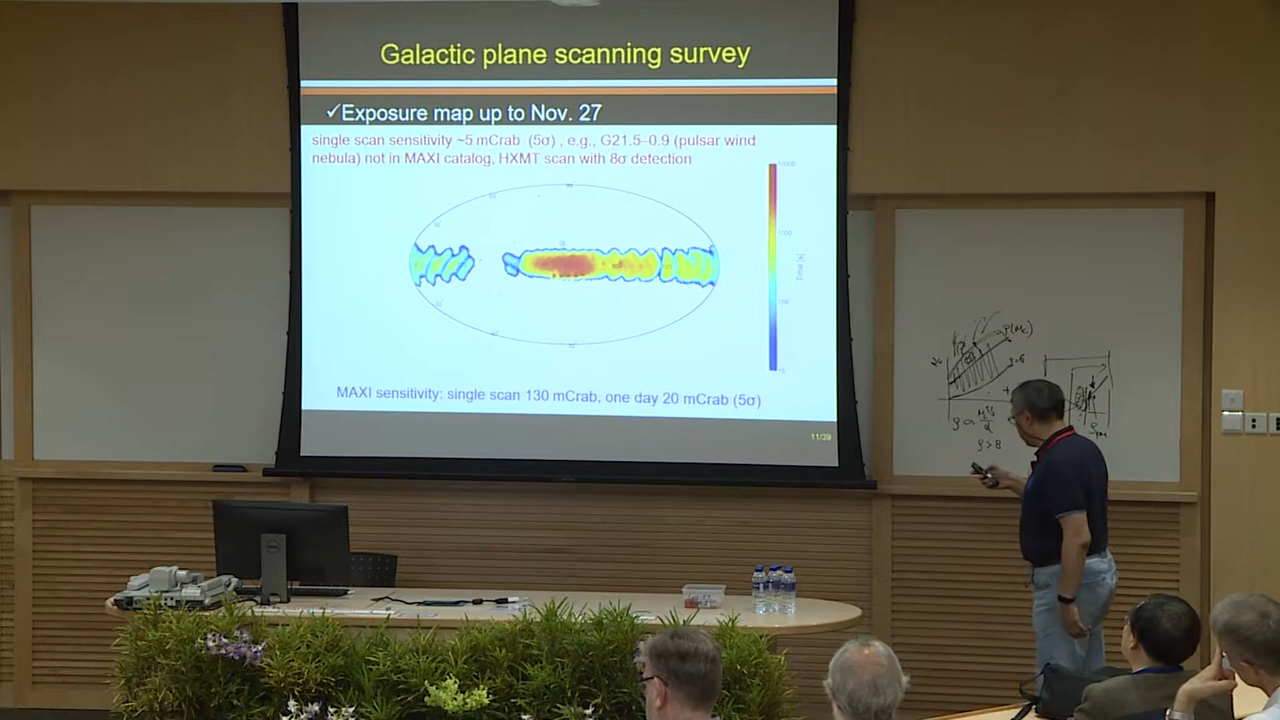 Galactic plane scanning survey
✓Exposure map up to Nov. 27
single scan sensitivity ~5 mCrab (5σ) , e.g., G21.5–0.9 (pulsar wind
nebula) not in MAXI catalog, HXMT scan with 8σ detection
MAXI sensitivity: single scan 130 mCrab, one day 20 mCrab (5σ)
11/39